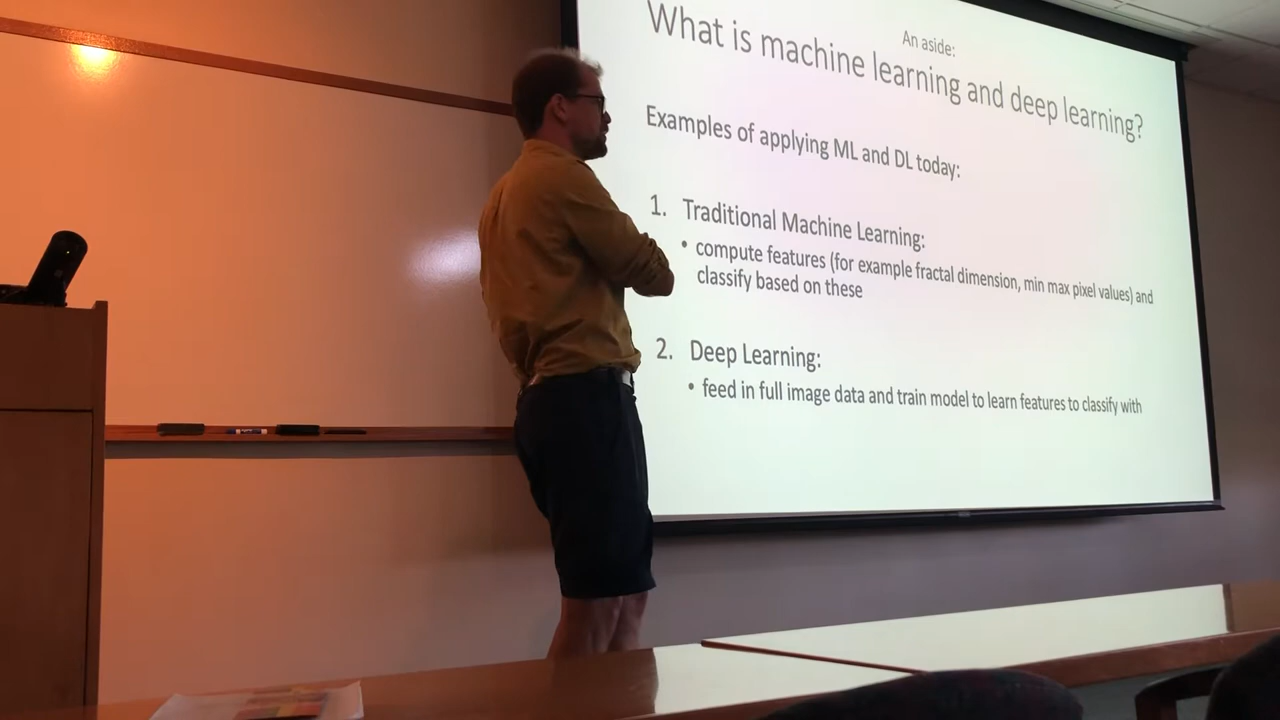 An aside:
What is machine learning and deep learning?
Examples of applying ML and DL today:
1. Traditional Machine Learning:
• compute features (for example fractal dimension, min max pixel values) and
classify based on these
2. Deep Learning:
• feed in full image data and train model to learn features to classify with